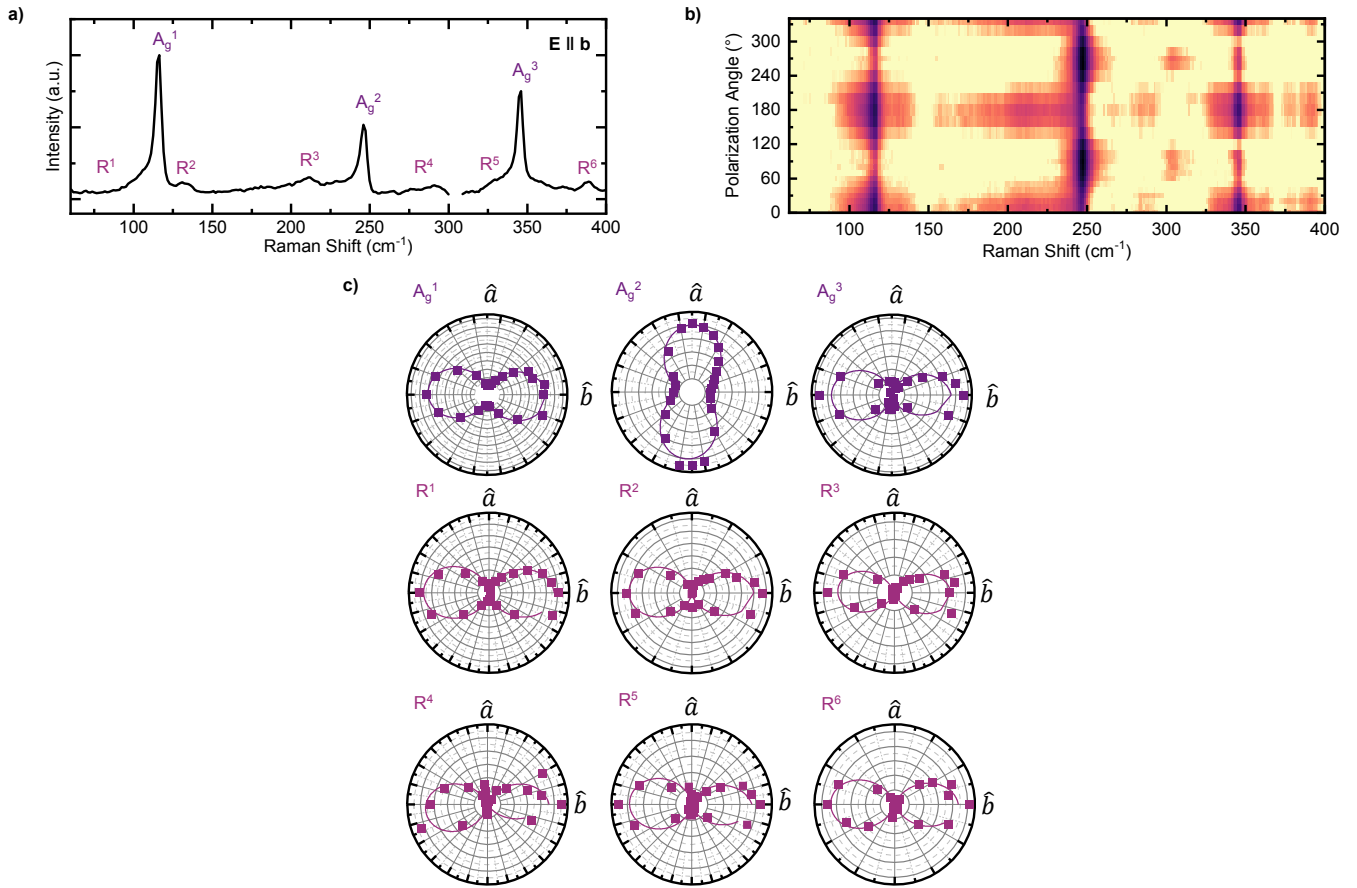 a)
E || b
A_g^1
A_g^2
A_g^3
R^1
R^2
R^3
R^4
R^5
R^6
Intensity (a.u.)
100 150 200 250 300 350 400
Raman Shift (cm^-1)
b)
Polarization Angle (°)
300
240
180
120
60
0
100 150 200 250 300 350 400
Raman Shift (cm^-1)
c)
A_g^1 â b̂
A_g^2 â b̂
A_g^3 â b̂
R^1 â b̂
R^2 â b̂
R^3 â b̂
R^4 â b̂
R^5 â b̂
R^6 â b̂